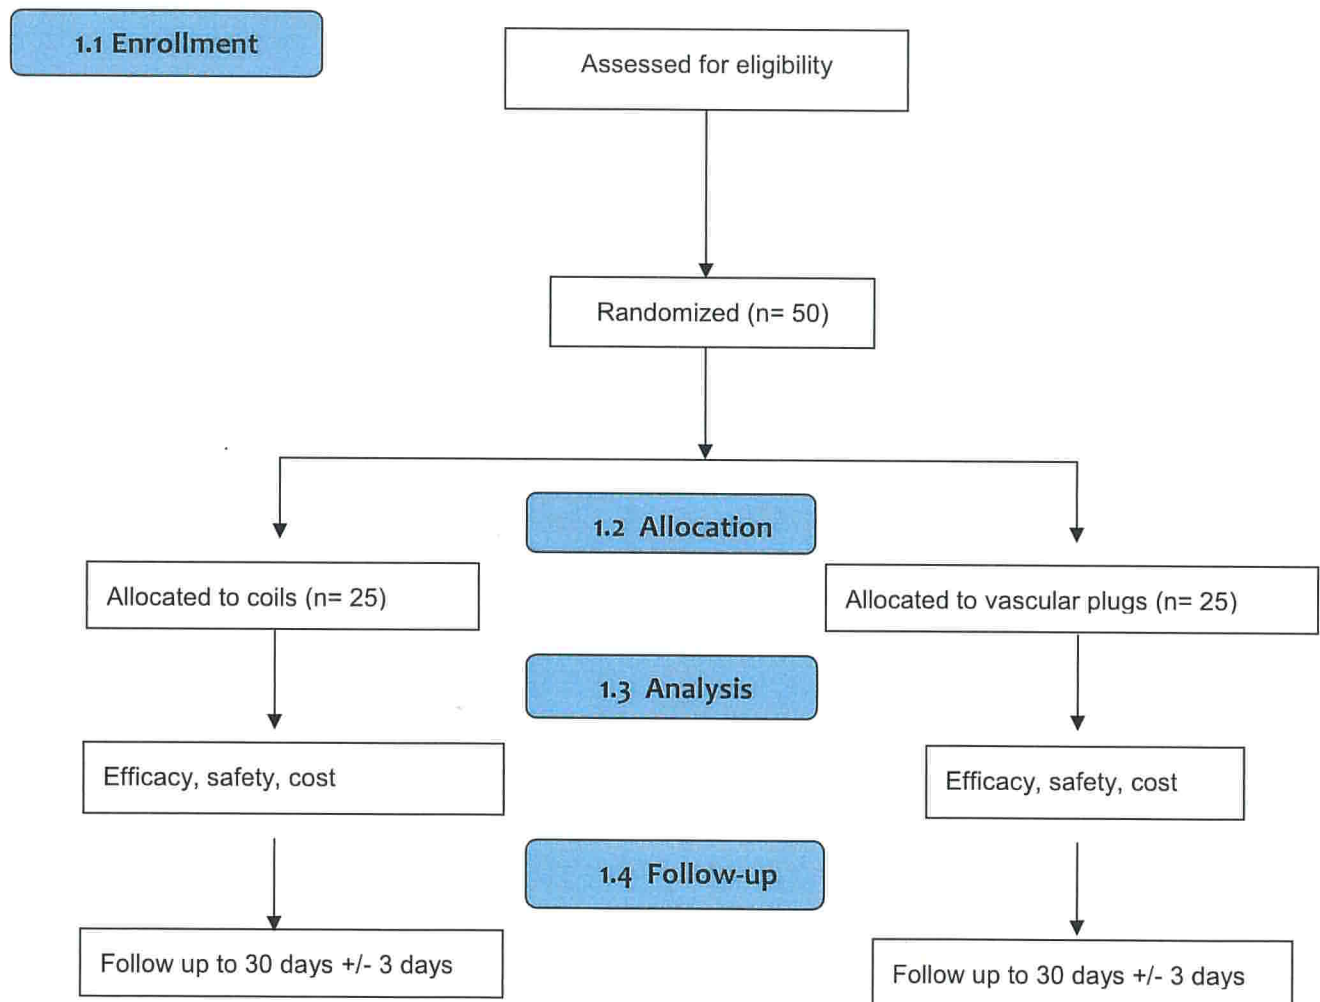 1.1 Enrollment
Assessed for eligibility
Randomized (n= 50)
1.2 Allocation
Allocated to coils (n= 25)
Allocated to vascular plugs (n= 25)
1.3 Analysis
Efficacy, safety, cost
Efficacy, safety, cost
1.4 Follow-up
Follow up to 30 days +/- 3 days
Follow up to 30 days +/- 3 days